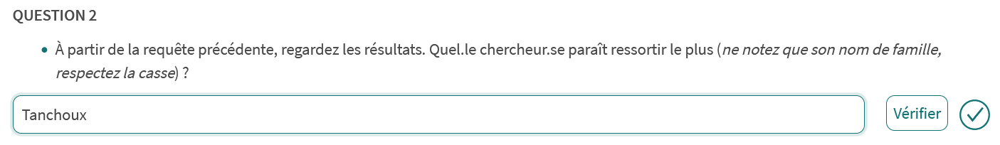 QUESTION 2
• À partir de la requête précédente, regardez les résultats. Quel.le chercheur.se paraît ressortir le plus (ne notez que son nom de famille,
respectez la casse) ?
Tanchoux
Vérifier